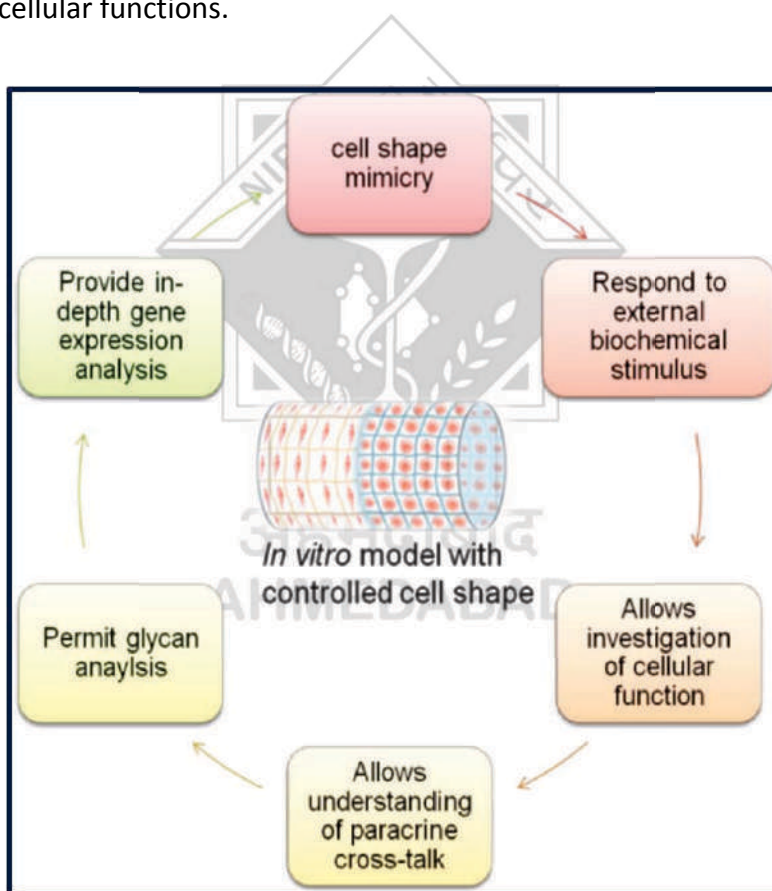 cellular functions.
cell shape
mimicry
Respond to
external
biochemical
stimulus
Allows
investigation
of cellular
function
Allows
understanding
of paracrine
cross-talk
Permit glycan
anaylsis
Provide in-
depth gene
expression
analysis
In vitro model with
controlled cell shape
अहमदाबाद
AHMEDABAD